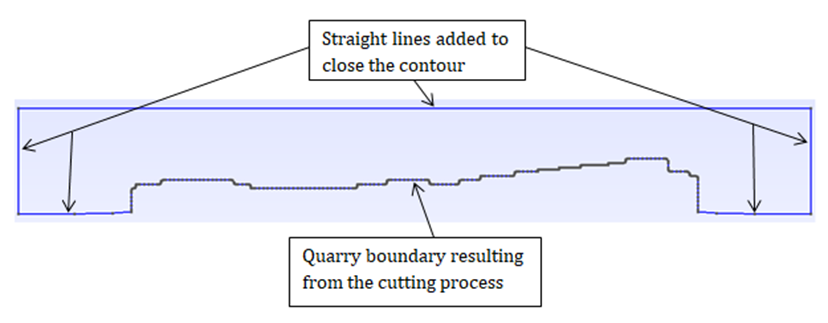 Straight lines added to
close the contour
Quarry boundary resulting
from the cutting process